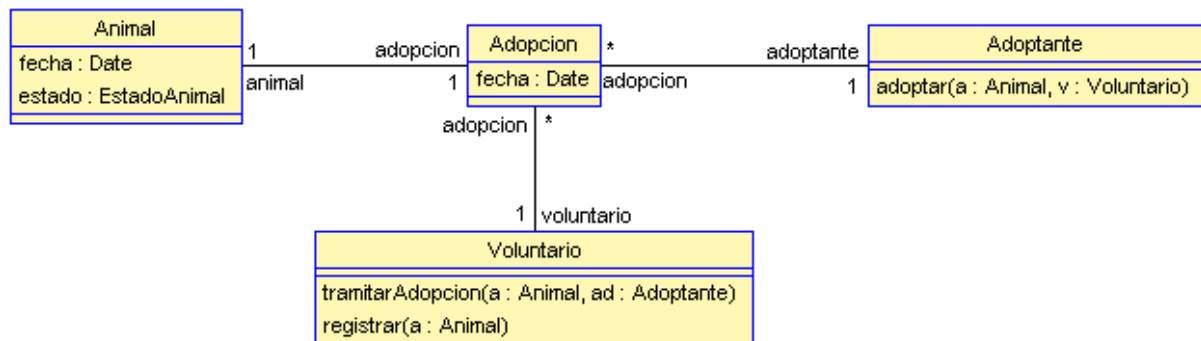 Animal
fecha : Date
estado : EstadoAnimal
1
animal
adopcion
1
Adopcion
fecha : Date
*
adopcion
adoptante
1
Adoptante
adoptar(a : Animal, v : Voluntario)
adopcion
*
1
voluntario
Voluntario
tramitarAdopcion(a : Animal, ad : Adoptante)
registrar(a : Animal)